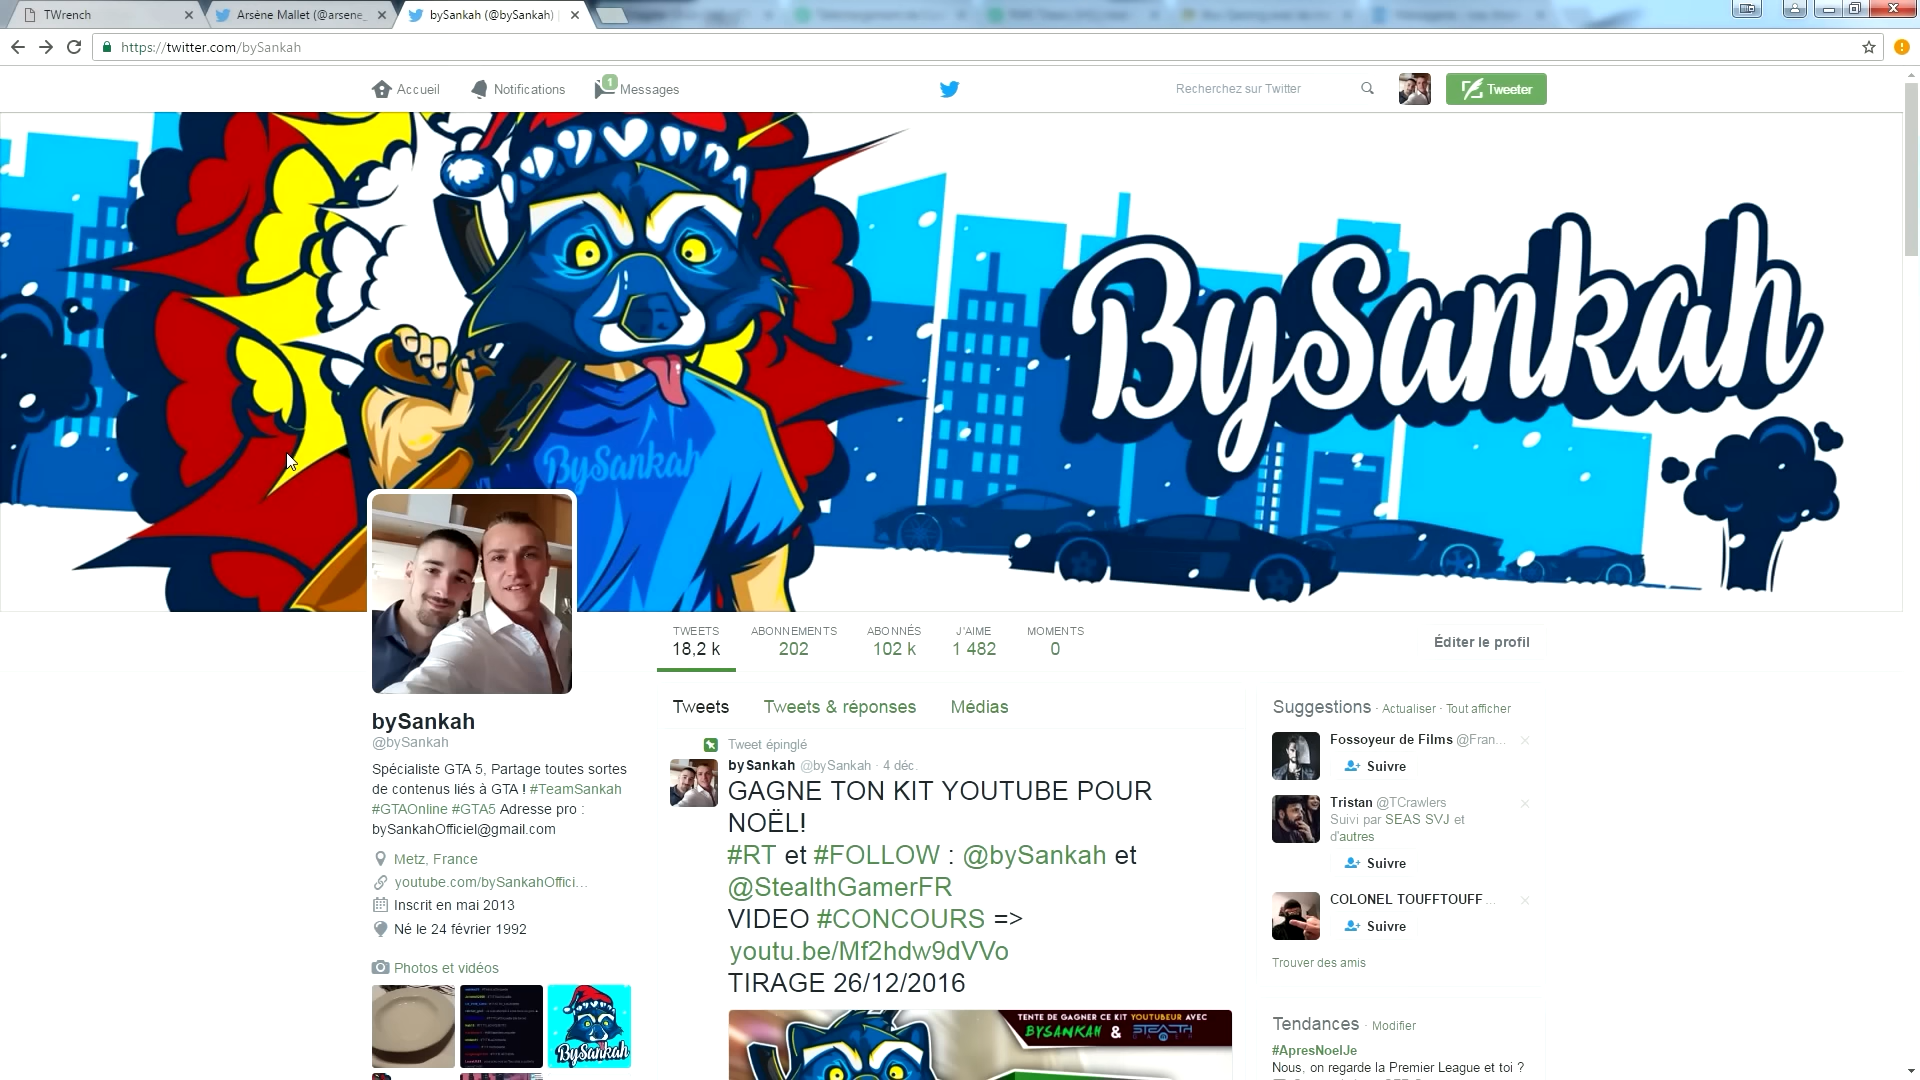 TWrench
Arsène Mallet (@arsene_
bySankah (@bySankah)
https://twitter.com/bySankah
Accueil
Notifications
1
Messages
Recherchez sur Twitter
Tweeter
BySankah
BySankah
TWEETS
18,2 k
ABONNEMENTS
202
ABONNÉS
102 k
J'AIME
1 482
MOMENTS
0
Éditer le profil
bySankah
@bySankah
Spécialiste GTA 5, Partage toutes sortes
de contenus liés à GTA ! #TeamSankah
#GTAOnline #GTA5 Adresse pro :
bySankahOfficiel@gmail.com
Metz, France
youtube.com/bySankahOffici…
Inscrit en mai 2013
Né le 24 février 1992
Photos et vidéos
BySankah
Tweets
Tweets & réponses
Médias
Tweet épinglé
bySankah @bySankah · 4 déc.
GAGNE TON KIT YOUTUBE POUR
NOËL!
#RT et #FOLLOW : @bySankah et
@StealthGamerFR
VIDEO #CONCOURS =>
youtu.be/Mf2hdw9dVVo
TIRAGE 26/12/2016
TENTE DE GAGNER CE KIT YOUTUBEUR AVEC
BYSANKAH & STEALTH
Suggestions · Actualiser · Tout afficher
Fossoyeur de Films @Fran...
Suivre
Tristan @TCrawlers
Suivi par SEAS SVJ et
d'autres
Suivre
COLONEL TOUFFTOUFF ...
Suivre
Trouver des amis
Tendances · Modifier
#ApresNoelJe
Nous, on regarde la Premier League et toi ?